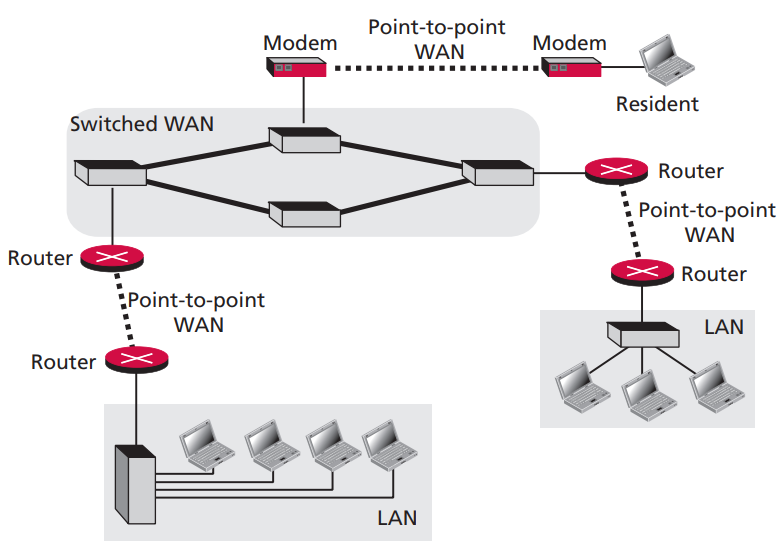 Point-to-point
WAN
Modem
Modem
Resident
Switched WAN
Router
Point-to-point
WAN
Router
Router
Point-to-point
WAN
Router
LAN
LAN